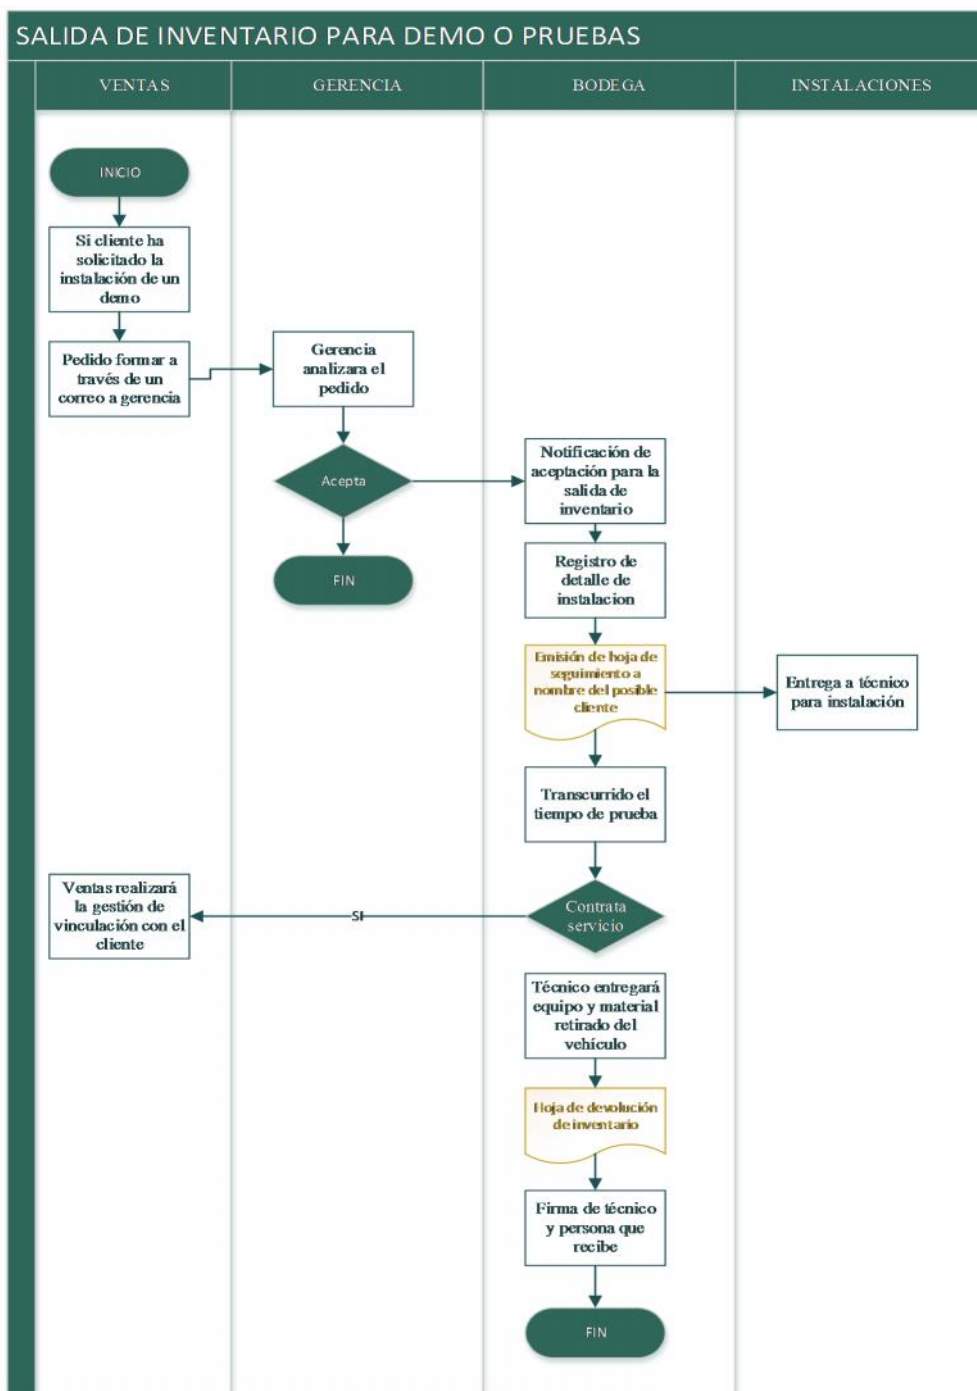 SALIDA DE INVENTARIO PARA DEMO O PRUEBAS
VENTAS
GERENCIA
BODEGA
INSTALACIONES
INICIO
Si cliente ha
solicitado la
instalación de un
demo
Pedido formar a
través de un
correo a gerencia
Gerencia
analizara el
pedido
Acepta
FIN
Notificación de
aceptación para la
salida de
inventario
Registro de
detalle de
instalacion
Emisión de hoja de
seguimiento a
nombre del posible
cliente
Entrega a técnico
para instalación
Transcurrido el
tiempo de prueba
Contrata
servicio
SI
Ventas realizará
la gestión de
vinculación con el
cliente
Técnico entregará
equipo y material
retirado del
vehículo
Hoja de devolución
de inventario
Firma de técnico
y persona que
recibe
FIN